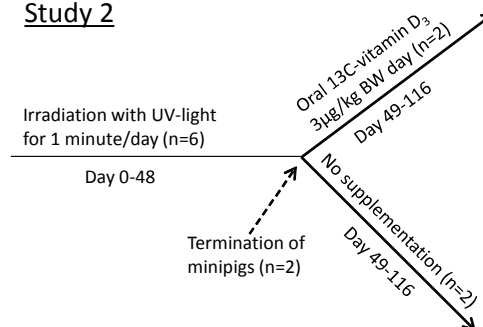 Study 2
Irradiation with UV-light
for 1 minute/day (n=6)
Day 0-48
Oral 13C-vitamin D₃
3µg/kg BW day (n=2)
Day 49-116
No supplementation (n=2)
Day 49-116
Termination of
minipigs (n=2)